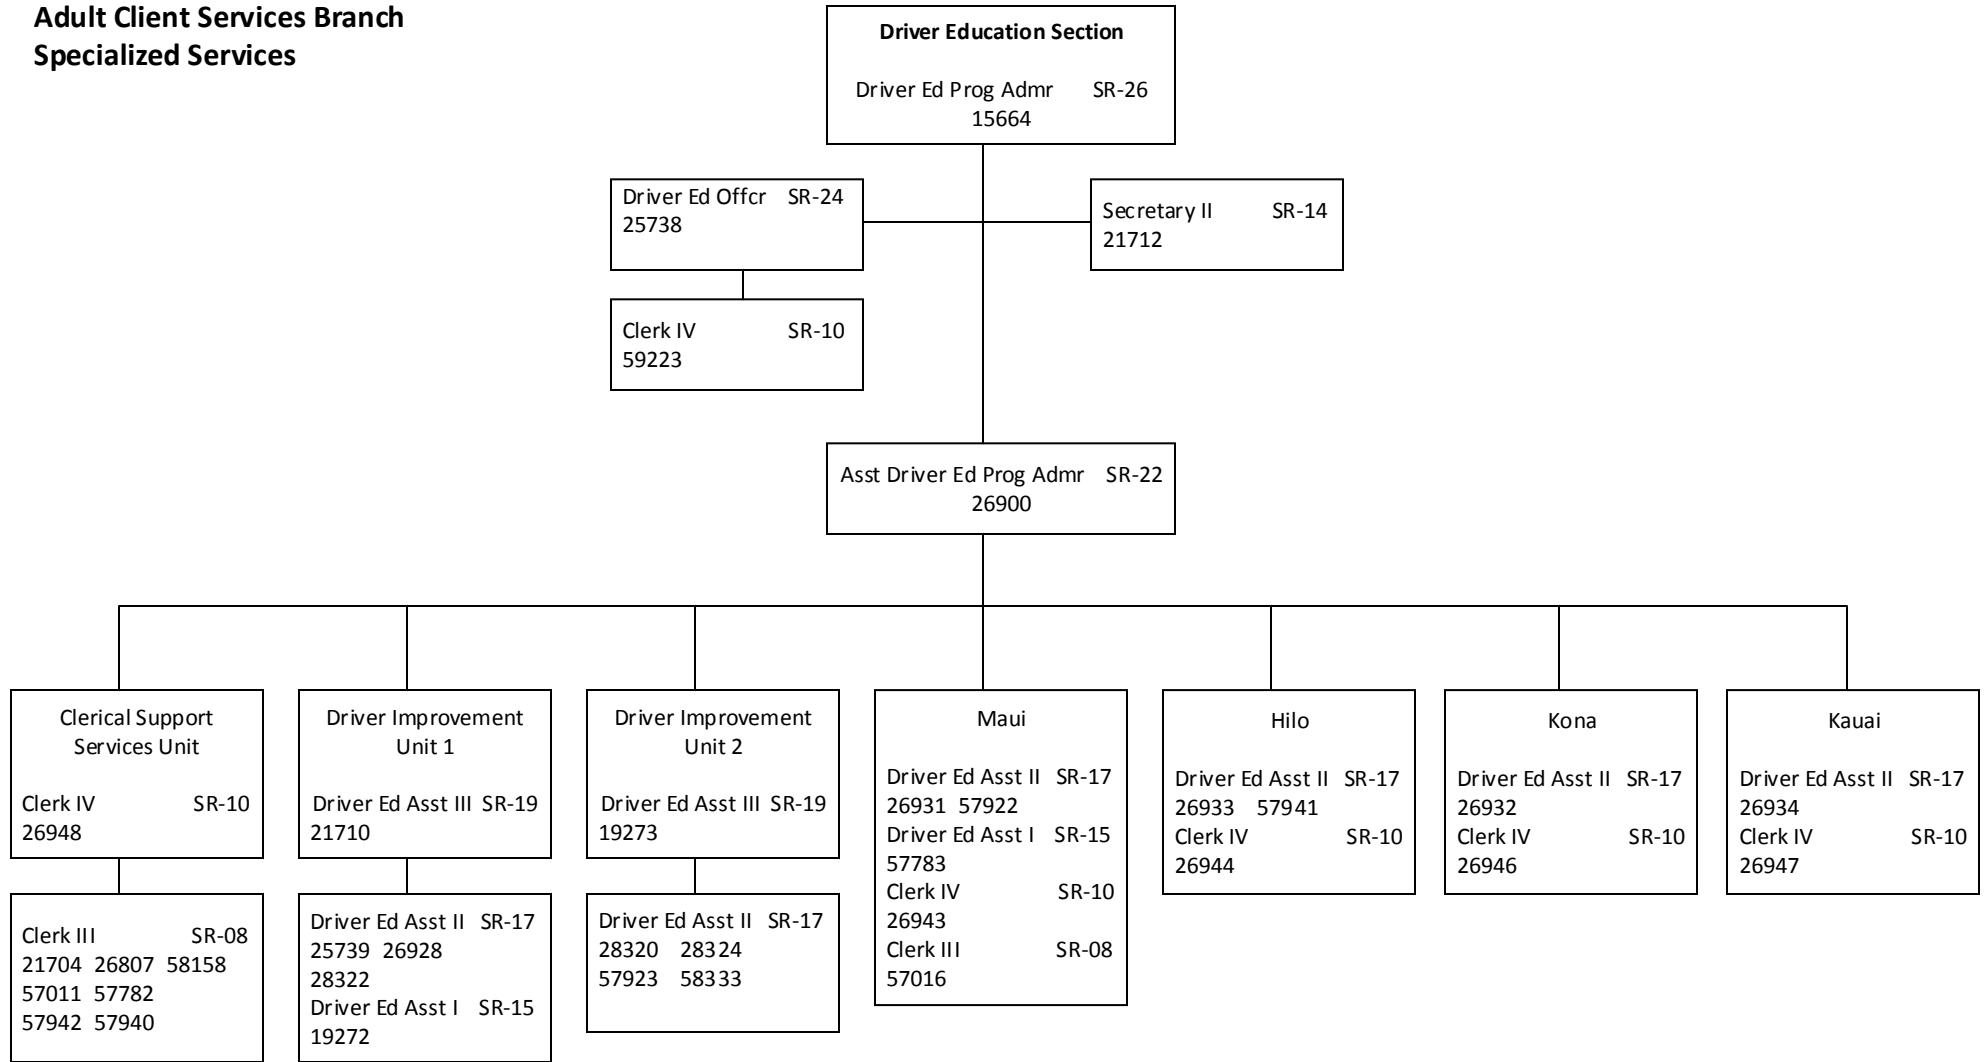 Adult Client Services Branch
Specialized Services
Driver Education Section
Driver Ed Prog Admr SR-26
15664
Driver Ed Offcr SR-24
25738
Secretary II SR-14
21712
Clerk IV SR-10
59223
Asst Driver Ed Prog Admr SR-22
26900
Clerical Support
Services Unit
Clerk IV SR-10
26948
Clerk III SR-08
21704 26807 58158
57011 57782
57942 57940
Driver Improvement
Unit 1
Driver Ed Asst III SR-19
21710
Driver Ed Asst II SR-17
25739 26928
28322
Driver Ed Asst I SR-15
19272
Driver Improvement
Unit 2
Driver Ed Asst III SR-19
19273
Driver Ed Asst II SR-17
28320 28324
57923 58333
Maui
Driver Ed Asst II SR-17
26931 57922
Driver Ed Asst I SR-15
57783
Clerk IV SR-10
26943
Clerk III SR-08
57016
Hilo
Driver Ed Asst II SR-17
26933 57941
Clerk IV SR-10
26944
Kona
Driver Ed Asst II SR-17
26932
Clerk IV SR-10
26946
Kauai
Driver Ed Asst II SR-17
26934
Clerk IV SR-10
26947